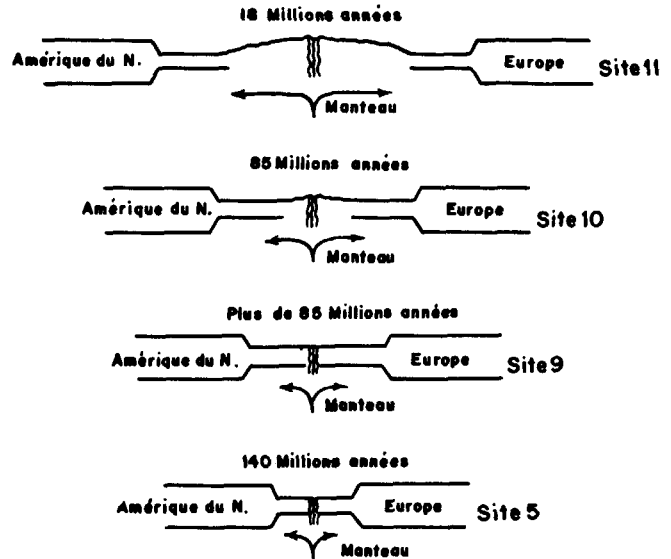 18 Millions années
Amérique du N. Europe Site 11
Manteau
85 Millions années
Amérique du N. Europe Site 10
Manteau
Plus de 85 Millions années
Amérique du N. Europe Site 9
Manteau
140 Millions années
Amérique du N. Europe Site 5
Manteau